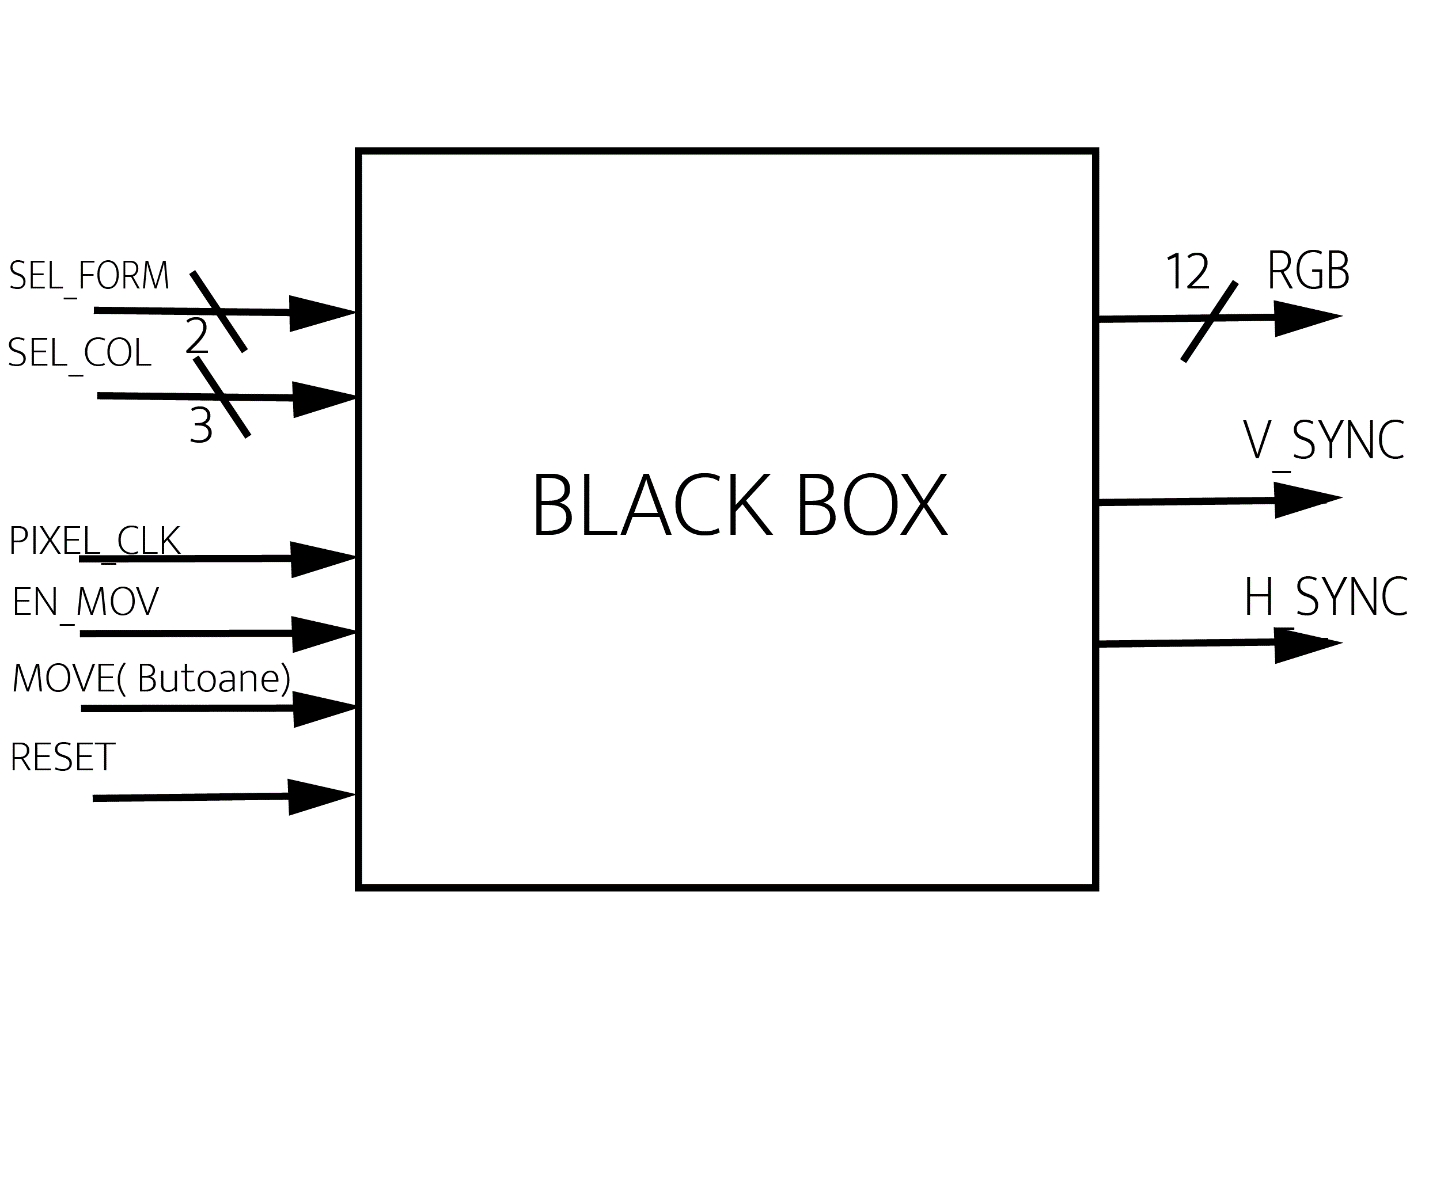 SEL_FORM
2
SEL_COL
3
PIXEL_CLK
EN_MOV
MOVE( Butoane)
RESET
BLACK BOX
12 RGB
V_SYNC
H_SYNC